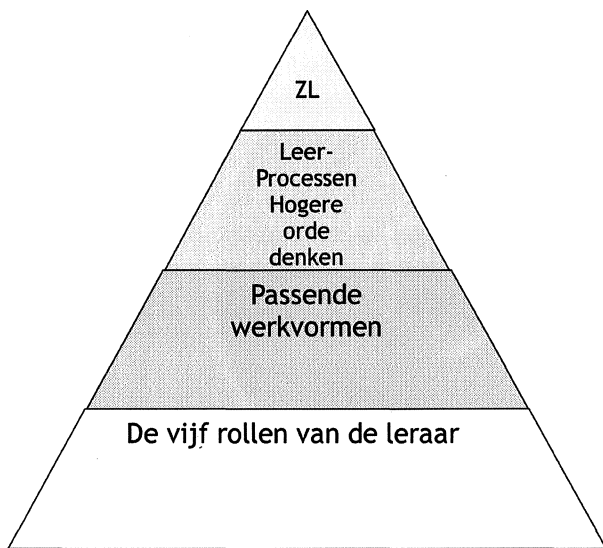 ZL
Leer-
Processen
Hogere
orde
denken
Passende
werkvormen
De vijf rollen van de leraar